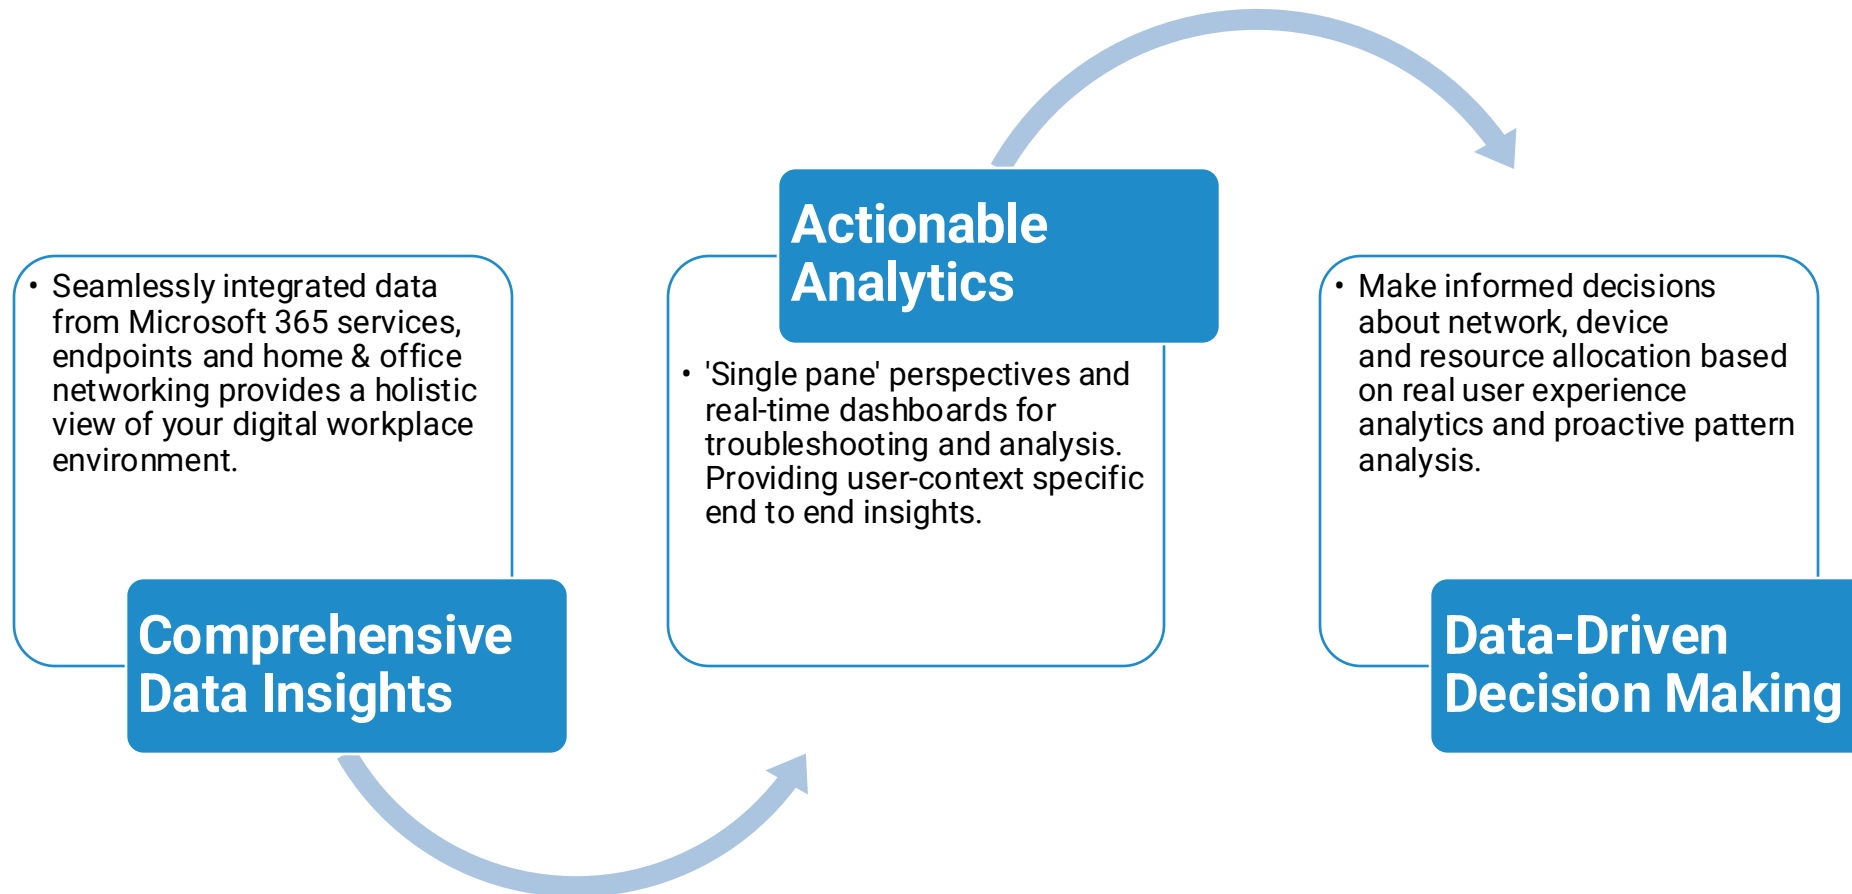 • Seamlessly integrated data
from Microsoft 365 services,
endpoints and home & office
networking provides a holistic
view of your digital workplace
environment.
Comprehensive
Data Insights
Actionable
Analytics
• 'Single pane' perspectives and
real-time dashboards for
troubleshooting and analysis.
Providing user-context specific
end to end insights.
• Make informed decisions
about network, device
and resource allocation based
on real user experience
analytics and proactive pattern
analysis.
Data-Driven
Decision Making